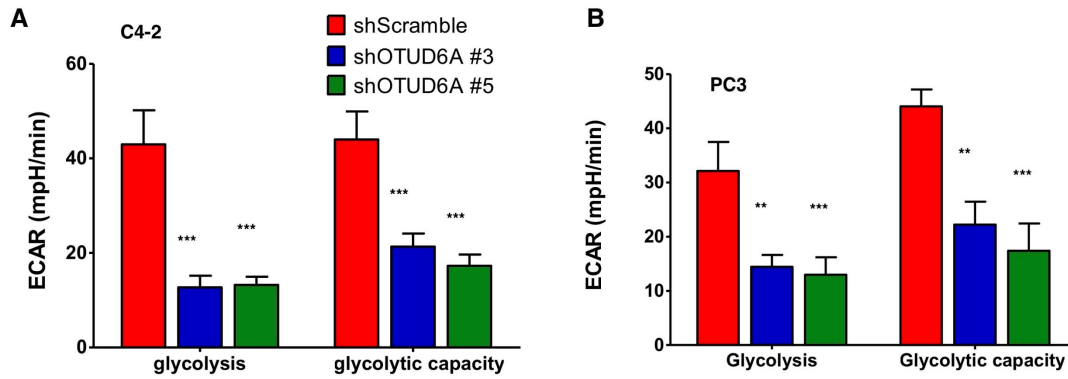 A
C4-2
shScramble
shOTUD6A #3
shOTUD6A #5
ECAR (mpH/min)
60
40
20
0
***
***
***
***
glycolysis
glycolytic capacity
B
PC3
ECAR (mpH/min)
50
40
30
20
10
0
**
***
**
***
Glycolysis
Glycolytic capacity